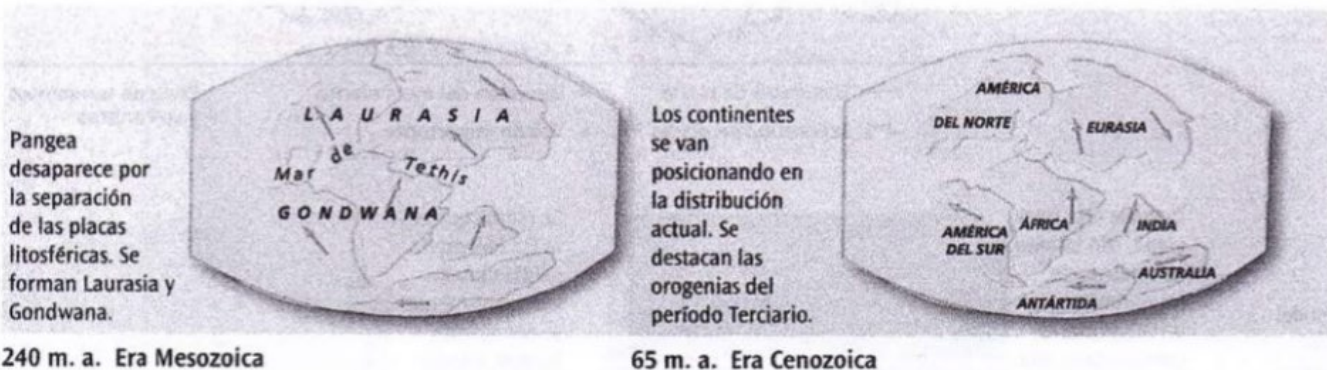 Pangea
desaparece por
la separación
de las placas
litosféricas. Se
forman Laurasia y
Gondwana.
LAURASIA
Mar de Tethis
GONDWANA
240 m. a. Era Mesozoica
Los continentes
se van
posicionando en
la distribución
actual. Se
destacan las
orogenias del
período Terciario.
AMÉRICA
DEL NORTE
EURASIA
AMÉRICA
DEL SUR
ÁFRICA
INDIA
AUSTRALIA
ANTÁRTIDA
65 m. a. Era Cenozoica